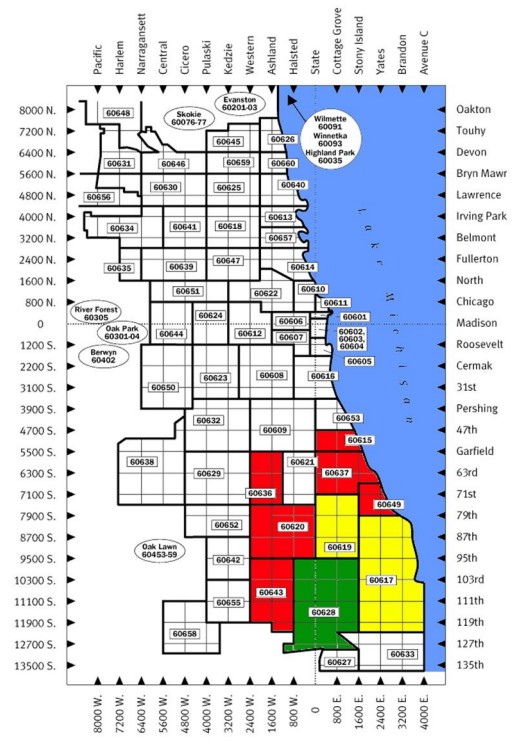 Pacific
Harlem
Narragansett
Central
Cicero
Pulaski
Kedzie
Western
Ashland
Halsted
State
Cottage Grove
Stony Island
Yates
Brandon
Avenue C
8000 N.
7200 N.
6400 N.
5600 N.
4800 N.
4000 N.
3200 N.
2400 N.
1600 N.
800 N.
0
1200 S.
2200 S.
3100 S.
3900 S.
4700 S.
5500 S.
6300 S.
7100 S.
7900 S.
8700 S.
9500 S.
10300 S.
11100 S.
11900 S.
12700 S.
13500 S.
Evanston
60201-03
Skokie
60076-77
Wilmette
60091
Winnetka
60093
Highland Park
60035
60648
60645
60626
60631
60646
60659
60660
60630
60625
60640
60656
60634
60641
60618
60613
60657
60635
60639
60647
60614
60651
60622
60610
60611
River Forest
60305
Oak Park
60301-04
Berwyn
60402
60624
60606
60601
60644
60612
60607
60602,
60603,
60604
60605
60650
60623
60608
60616
60632
60609
60653
60615
60638
60629
60636
60621
60637
60649
60652
60620
60619
Oak Lawn
60453-59
60642
60643
60617
60655
60628
60658
60627
60633
Lake Michigan
Oakton
Touhy
Devon
Bryn Mawr
Lawrence
Irving Park
Belmont
Fullerton
North
Chicago
Madison
Roosevelt
Cermak
31st
Pershing
47th
Garfield
63rd
71st
79th
87th
95th
103rd
111th
119th
127th
135th
8000 W.
7200 W.
6400 W.
5600 W.
4800 W.
4000 W.
3200 W.
2400 W.
1600 W.
800 W.
0
800 E.
1600 E.
2400 E.
3200 E.
4000 E.